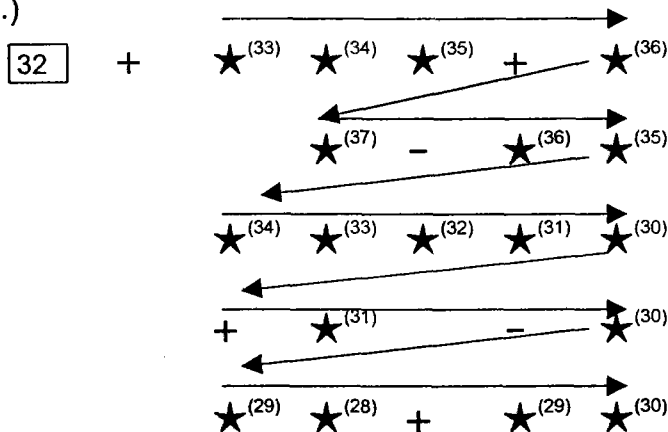 .)
32 + ★(33) ★(34) ★(35) + ★(36)
★(37) - ★(36) ★(35)
★(34) ★(33) ★(32) ★(31) ★(30)
+ ★(31) - ★(30)
★(29) ★(28) + ★(29) ★(30)